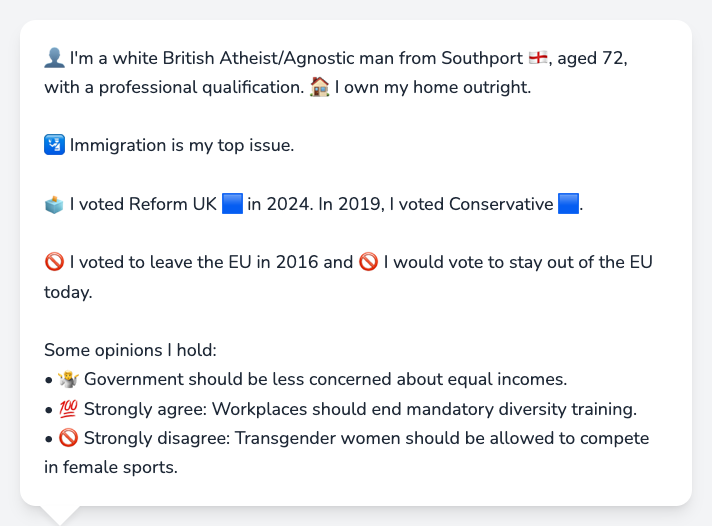 👤 I'm a white British Atheist/Agnostic man from Southport 🏴󠁧󠁢󠁥󠁮󠁧󠁿, aged 72,
with a professional qualification. 🏠 I own my home outright.
🛂 Immigration is my top issue.
🗳️ I voted Reform UK 🟦 in 2024. In 2019, I voted Conservative 🟦.
🚫 I voted to leave the EU in 2016 and 🚫 I would vote to stay out of the EU
today.
Some opinions I hold:
• 🤷 Government should be less concerned about equal incomes.
• 💯 Strongly agree: Workplaces should end mandatory diversity training.
• 🚫 Strongly disagree: Transgender women should be allowed to compete
in female sports.